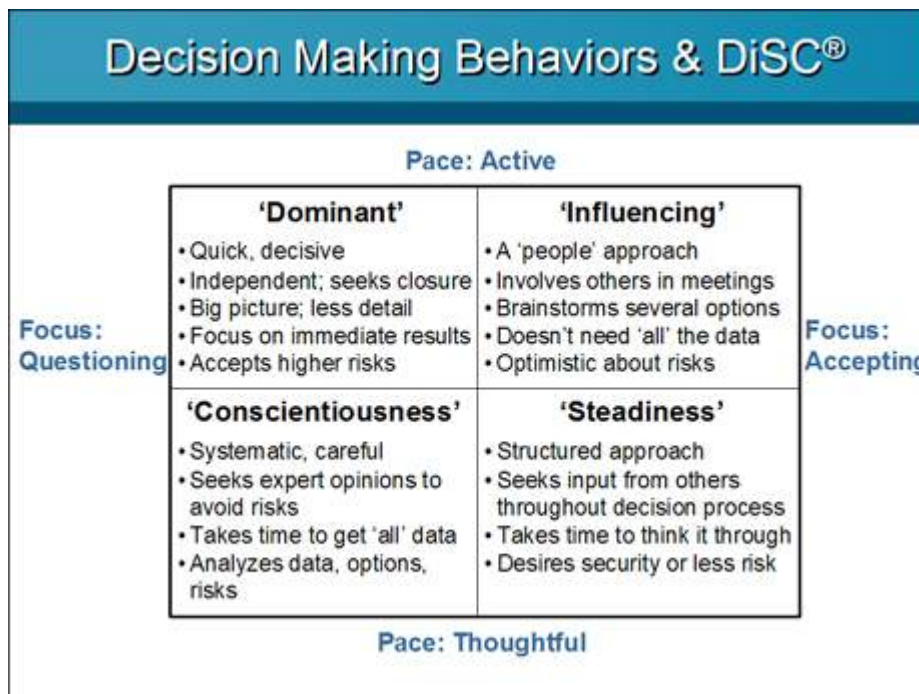 Decision Making Behaviors & DiSC®
Pace: Active
'Dominant'
• Quick, decisive
• Independent; seeks closure
• Big picture; less detail
• Focus on immediate results
• Accepts higher risks
'Influencing'
• A 'people' approach
• Involves others in meetings
• Brainstorms several options
• Doesn't need 'all' the data
• Optimistic about risks
Focus:
Questioning
Focus:
Accepting
'Conscientiousness'
• Systematic, careful
• Seeks expert opinions to
avoid risks
• Takes time to get 'all' data
• Analyzes data, options,
risks
'Steadiness'
• Structured approach
• Seeks input from others
throughout decision process
• Takes time to think it through
• Desires security or less risk
Pace: Thoughtful